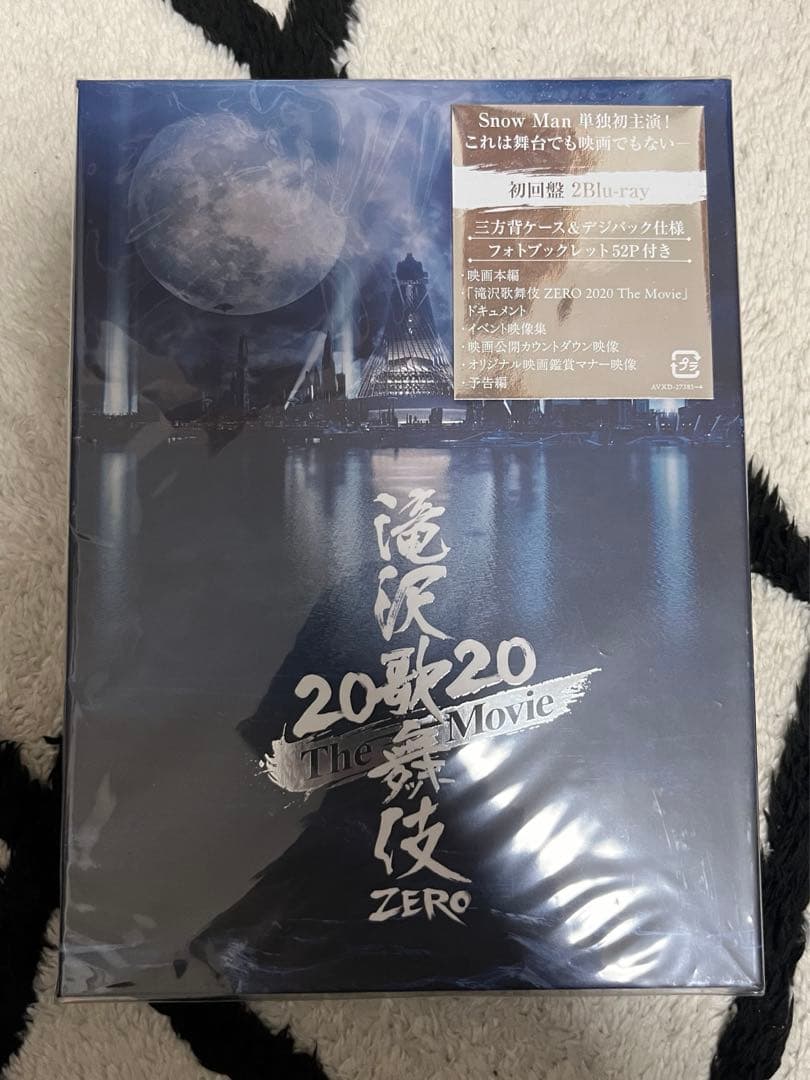 Snow Man 単独初主演!
これは舞台でも映画でもない―
初回盤 2Blu-ray
三方背ケース&デジパック仕様
フォトブックレット52P付き
・映画本編
・「滝沢歌舞伎 ZERO 2020 The Movie」
ドキュメント
・イベント映像集
・映画公開カウントダウン映像
・オリジナル映画鑑賞マナー映像
・予告編
プラ
AVXD-27383~4
滝沢歌舞伎
ZERO
2020
The Movie